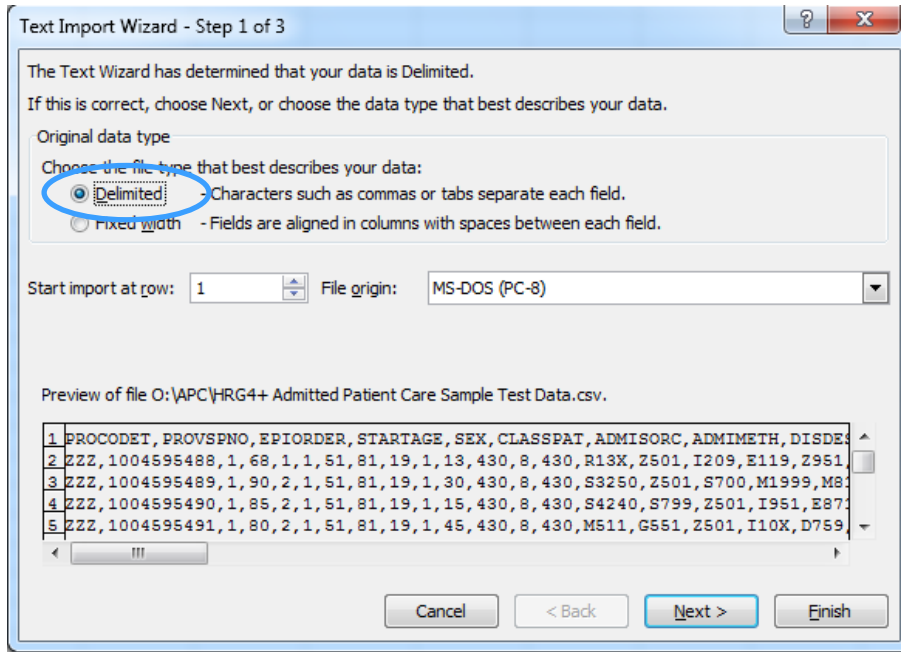 Text Import Wizard - Step 1 of 3
The Text Wizard has determined that your data is Delimited.
If this is correct, choose Next, or choose the data type that best describes your data.
Original data type
Choose the file type that best describes your data:
Delimited - Characters such as commas or tabs separate each field.
Fixed width - Fields are aligned in columns with spaces between each field.
Start import at row: 1 File origin: MS-DOS (PC-8)
Preview of file O:\APC\HRG4+ Admitted Patient Care Sample Test Data.csv.
1 PROCODET,PROVSPNO,EPIORDER,STARTAGE,SEX,CLASSPAT,ADMISORC,ADMIMETH,DISDES
2 ZZZ,1004595488,1,68,1,1,51,81,19,1,13,430,8,430,R13X,Z501,I209,E119,Z951,
3 ZZZ,1004595489,1,90,2,1,51,81,19,1,30,430,8,430,S3250,Z501,S700,M1999,M81
4 ZZZ,1004595490,1,85,2,1,51,81,19,1,15,430,8,430,S4240,S799,Z501,I951,E871
5 ZZZ,1004595491,1,80,2,1,51,81,19,1,45,430,8,430,M511,G551,Z501,I10X,D759,
Cancel < Back Next > Finish